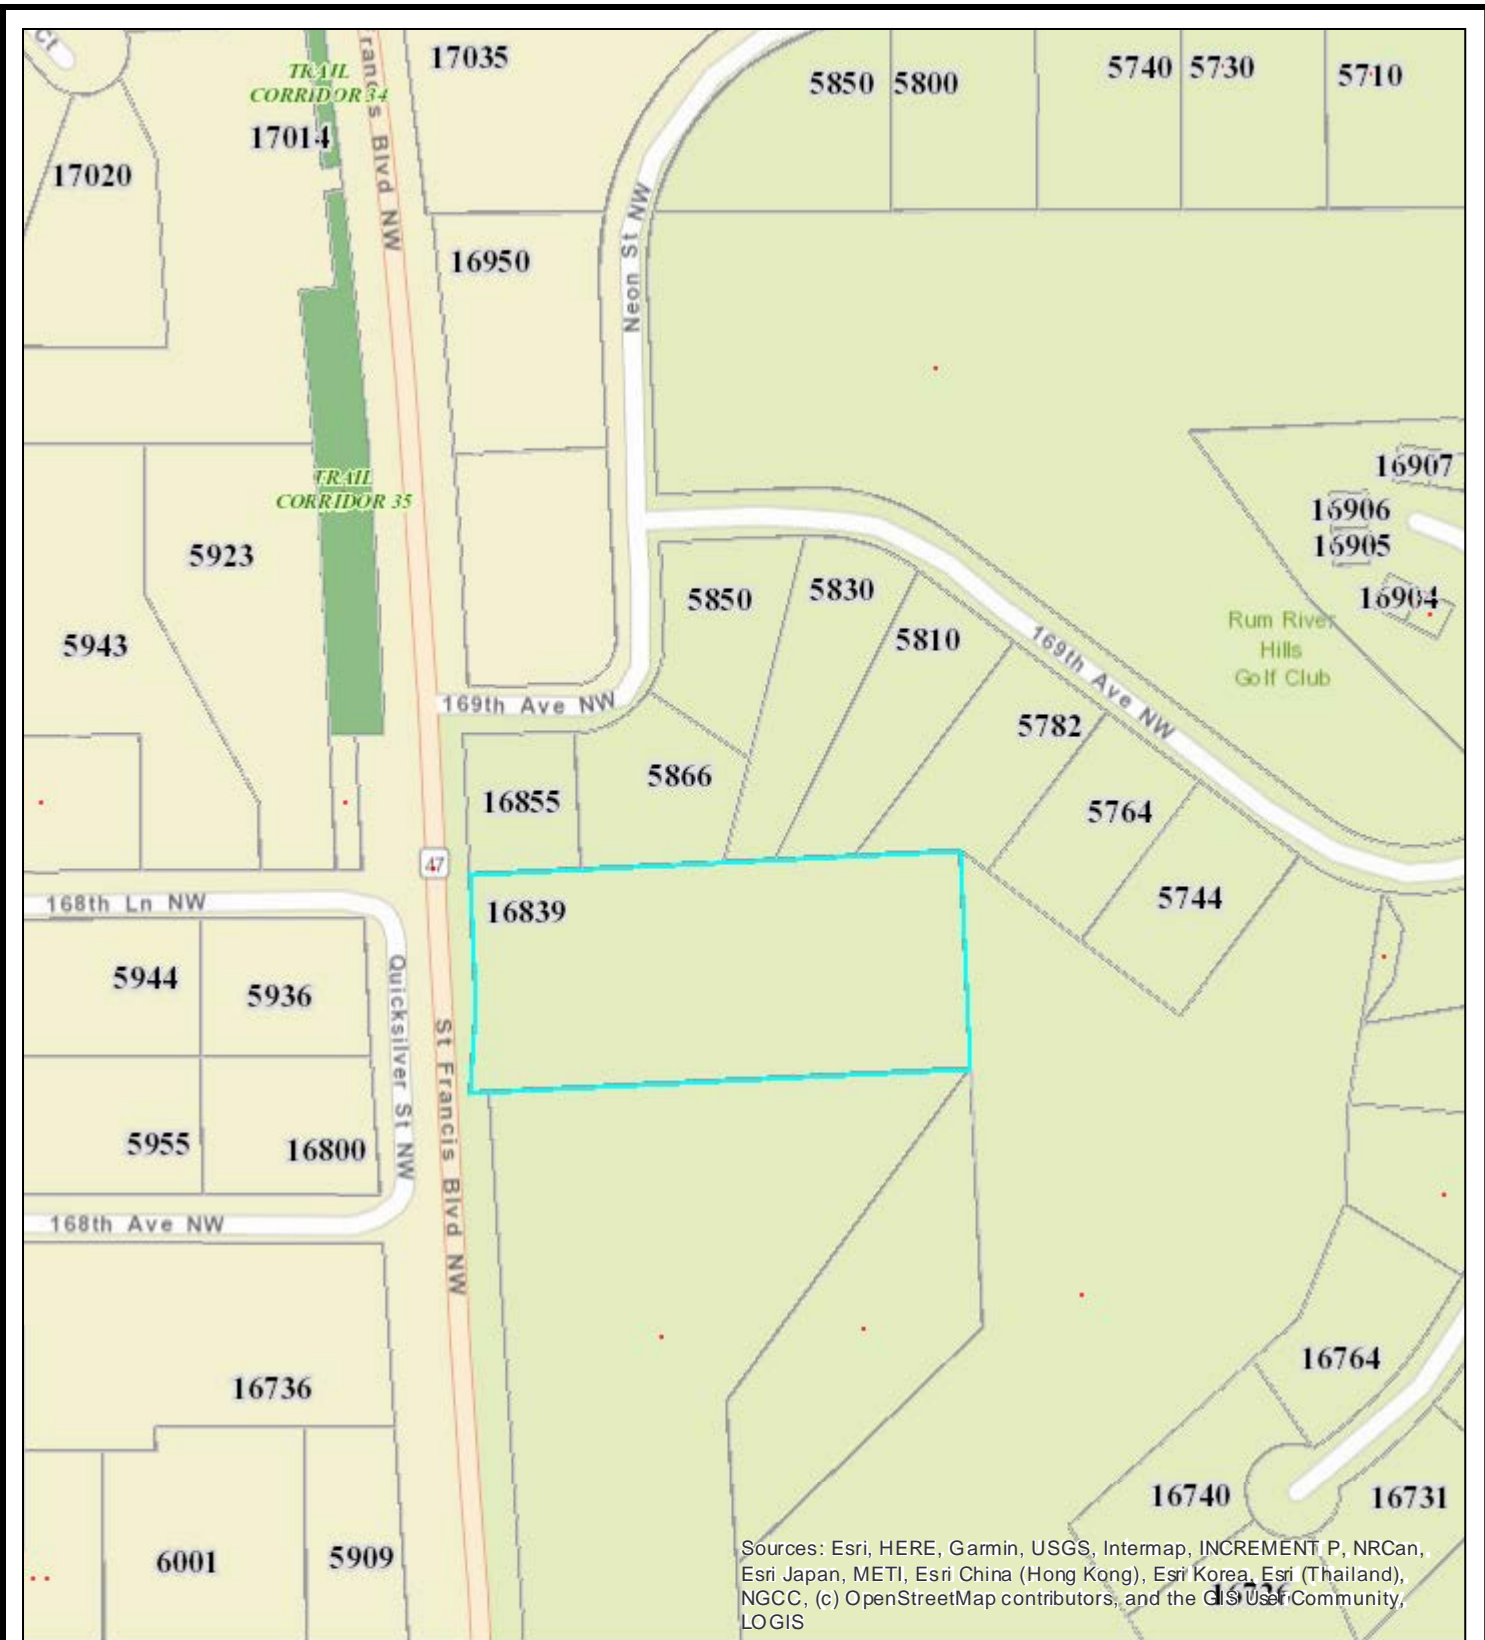 Ct
17035
TRAIL
CORRIDOR 34
17014
17020
rancis Blvd NW
5850
5800
5740
5730
5710
16950
Neon St NW
16907
16906
16905
16904
TRAIL
CORRIDOR 35
5923
5943
5850
5830
5810
169th Ave NW
Rum River
Hills
Golf Club
169th Ave NW
5866
16855
5782
5764
5744
47
168th Ln NW
16839
5944
5936
Quicksilver St NW
St Francis Blvd NW
5955
16800
168th Ave NW
16736
16764
16740
16731
6001
5909
Sources: Esri, HERE, Garmin, USGS, Intermap, INCREMENT P, NRCan,
Esri Japan, METI, Esri China (Hong Kong), Esri Korea, Esri (Thailand),
NGCC, (c) OpenStreetMap contributors, and the GIS User Community,
LOGIS